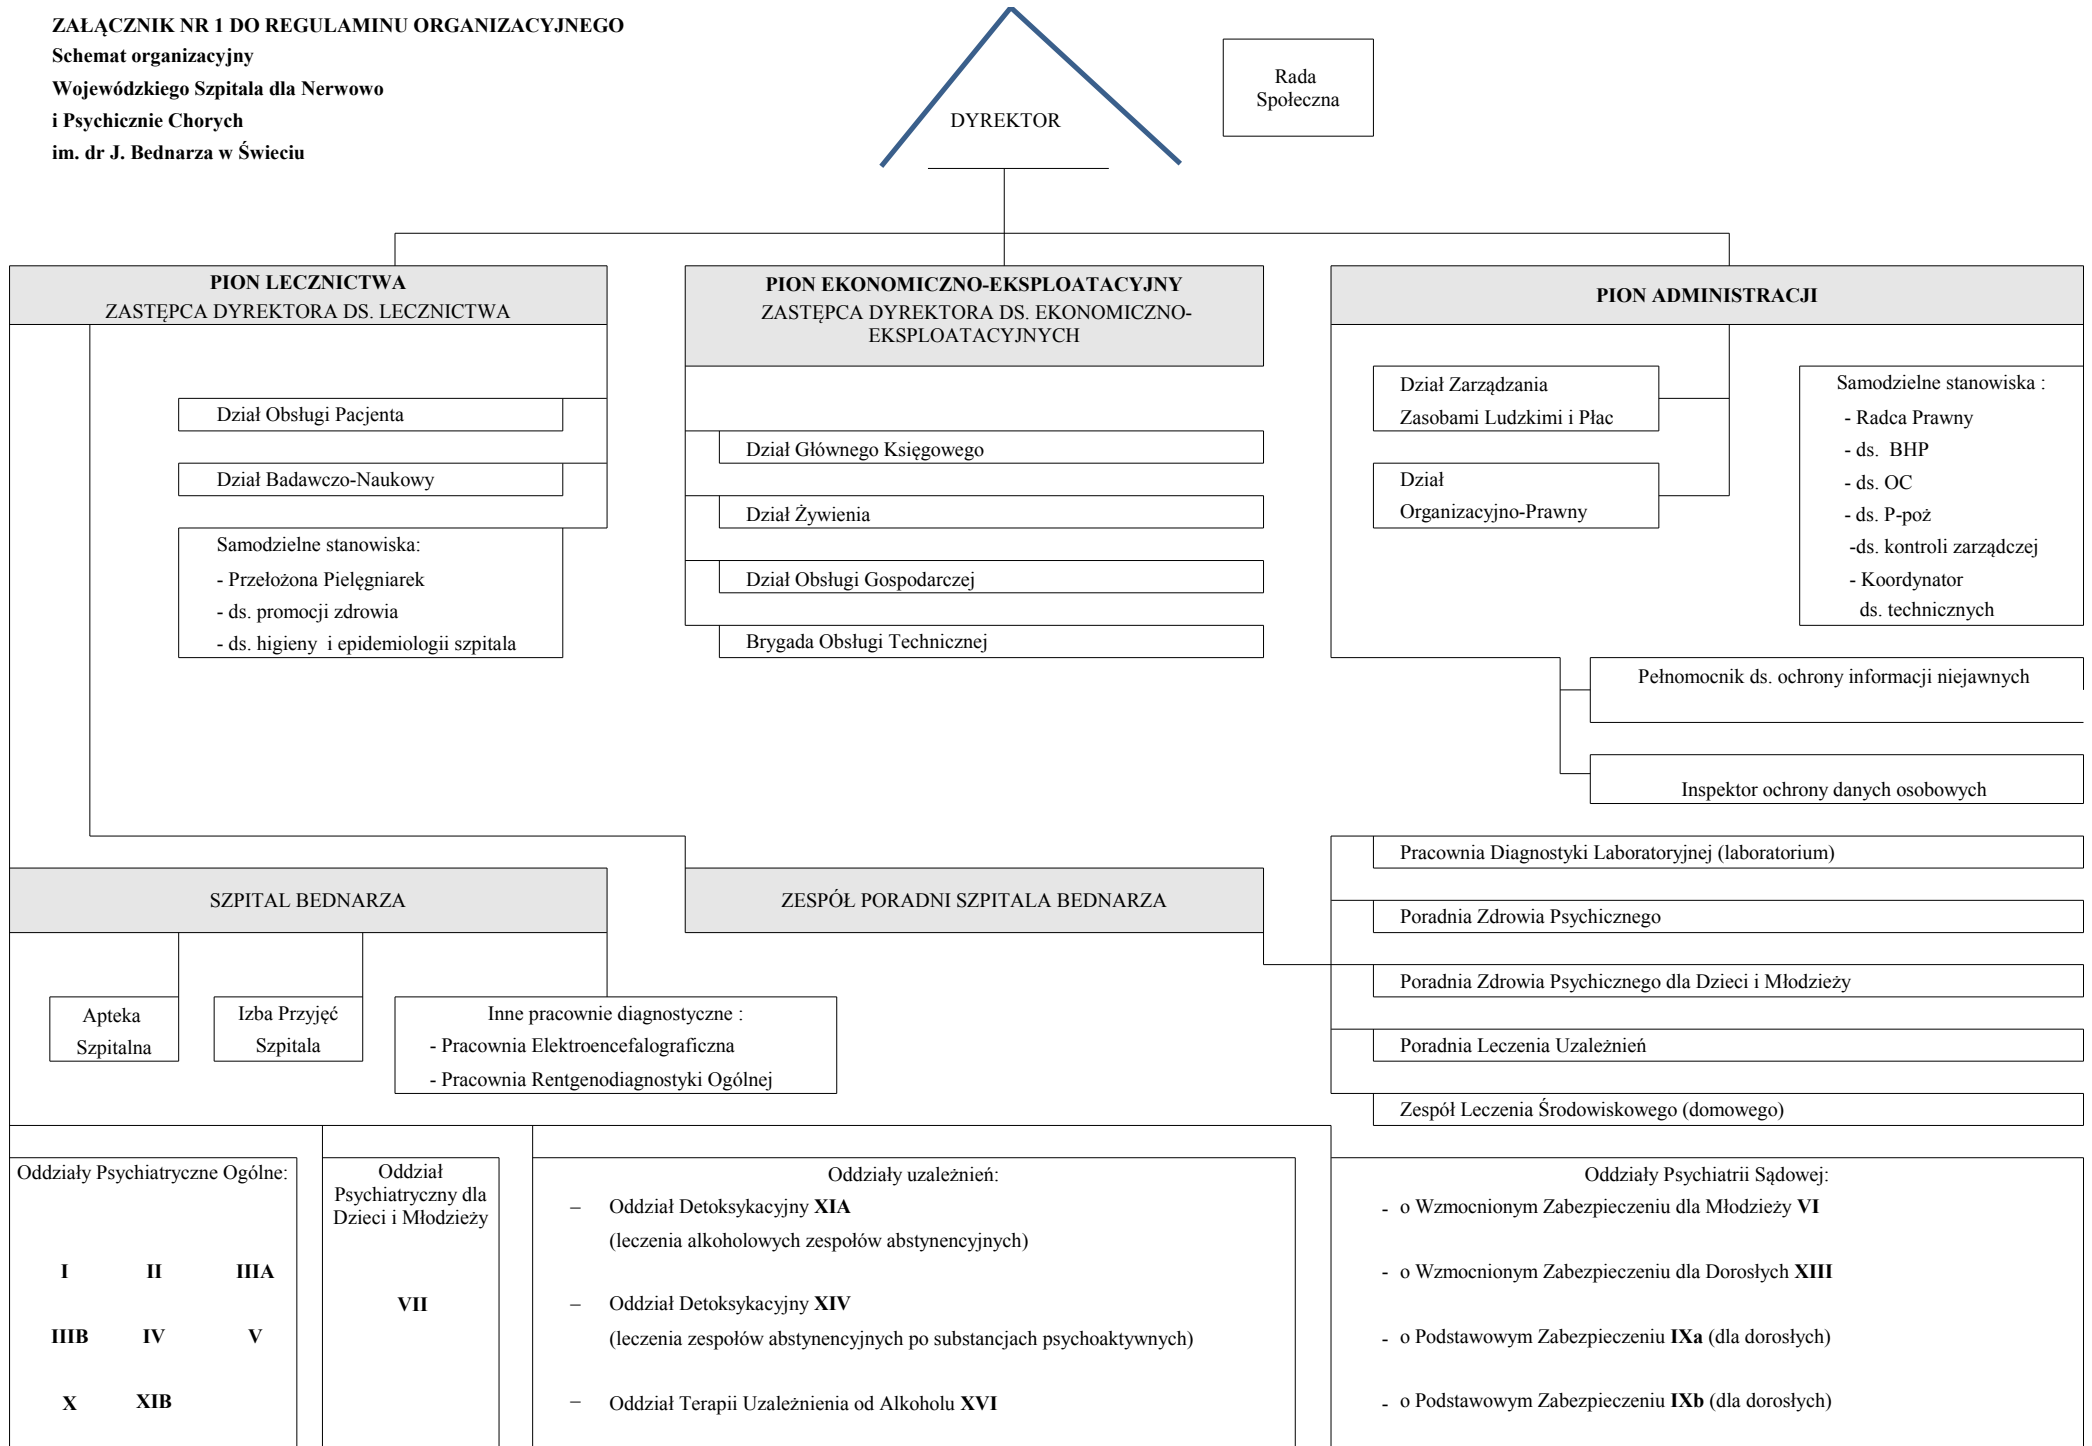 ZAŁĄCZNIK NR 1 DO REGULAMINU ORGANIZACYJNEGO
Schemat organizacyjny
Wojewódzkiego Szpitala dla Nerwowo
i Psychicznie Chorych
im. dr J. Bednarza w Świeciu
DYREKTOR
Rada
Społeczna
PION LECZNICTWA
ZASTĘPCA DYREKTORA DS. LECZNICTWA
PION EKONOMICZNO-EKSPLOATACYJNY
ZASTĘPCA DYREKTORA DS. EKONOMICZNO-
EKSPLOATACYJNYCH
PION ADMINISTRACJI
Dział Obsługi Pacjenta
Dział Badawczo-Naukowy
Samodzielne stanowiska:
- Przełożona Pielęgniarek
- ds. promocji zdrowia
- ds. higieny i epidemiologii szpitala
Dział Głównego Księgowego
Dział Żywienia
Dział Obsługi Gospodarczej
Brygada Obsługi Technicznej
Dział Zarządzania
Zasobami Ludzkimi i Płac
Dział
Organizacyjno-Prawny
Samodzielne stanowiska :
- Radca Prawny
- ds. BHP
- ds. OC
- ds. P-poż
-ds. kontroli zarządczej
- Koordynator
ds. technicznych
Pełnomocnik ds. ochrony informacji niejawnych
Inspektor ochrony danych osobowych
SZPITAL BEDNARZA
ZESPÓŁ PORADNI SZPITALA BEDNARZA
Pracownia Diagnostyki Laboratoryjnej (laboratorium)
Poradnia Zdrowia Psychicznego
Poradnia Zdrowia Psychicznego dla Dzieci i Młodzieży
Poradnia Leczenia Uzależnień
Zespół Leczenia Środowiskowego (domowego)
Apteka
Szpitalna
Izba Przyjęć
Szpitala
Inne pracownie diagnostyczne :
- Pracownia Elektroencefalograficzna
- Pracownia Rentgenodiagnostyki Ogólnej
Oddziały Psychiatryczne Ogólne:
I II IIIA
IIIB IV V
X XIB
Oddział
Psychiatryczny dla
Dzieci i Młodzieży
VII
Oddziały uzależnień:
– Oddział Detoksykacyjny XIA
(leczenia alkoholowych zespołów abstynencyjnych)
– Oddział Detoksykacyjny XIV
(leczenia zespołów abstynencyjnych po substancjach psychoaktywnych)
– Oddział Terapii Uzależnienia od Alkoholu XVI
Oddziały Psychiatrii Sądowej:
- o Wzmocnionym Zabezpieczeniu dla Młodzieży VI
- o Wzmocnionym Zabezpieczeniu dla Dorosłych XIII
- o Podstawowym Zabezpieczeniu IXa (dla dorosłych)
- o Podstawowym Zabezpieczeniu IXb (dla dorosłych)